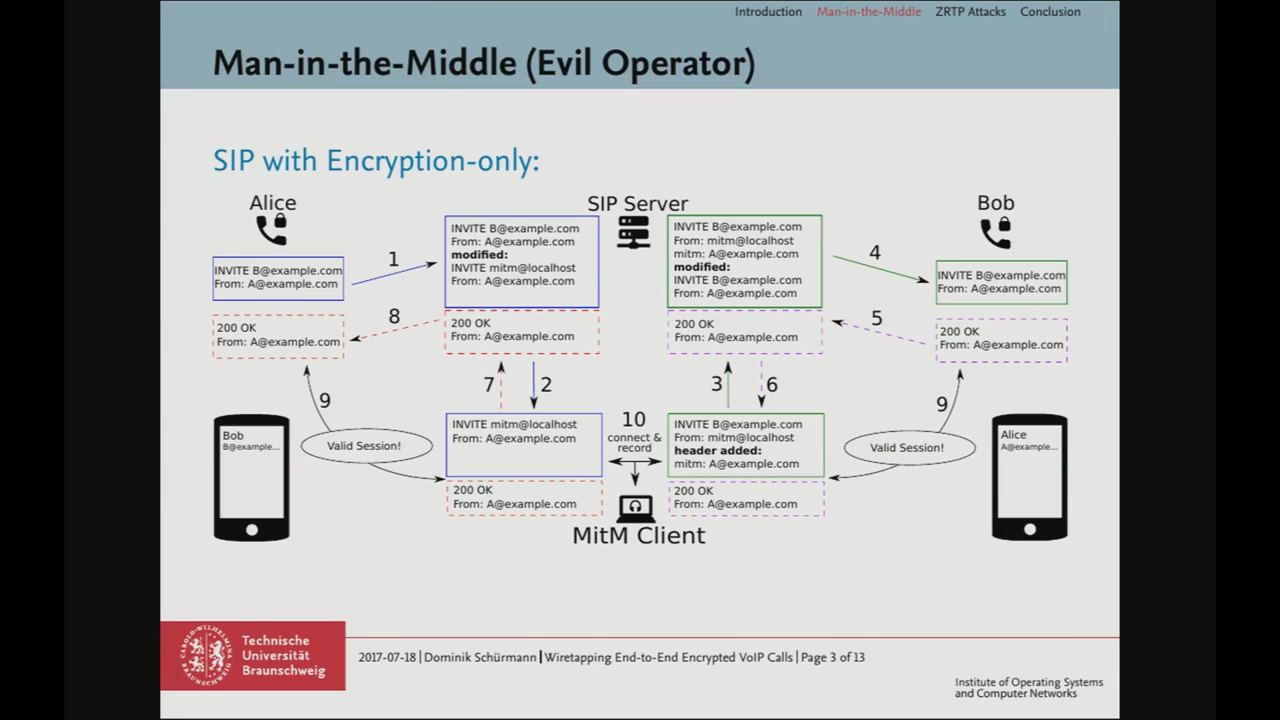 Introduction Man-in-the-Middle ZRTP Attacks Conclusion
Man-in-the-Middle (Evil Operator)
SIP with Encryption-only:
Alice
SIP Server
Bob
INVITE B@example.com
From: A@example.com
1
INVITE B@example.com
From: A@example.com
modified:
INVITE mitm@localhost
From: A@example.com
INVITE B@example.com
From: mitm@localhost
mitm: A@example.com
modified:
INVITE B@example.com
From: A@example.com
4
INVITE B@example.com
From: A@example.com
200 OK
From: A@example.com
8
200 OK
From: A@example.com
200 OK
From: A@example.com
5
200 OK
From: A@example.com
7
2
3
6
9
9
Bob
B@example...
Valid Session!
INVITE mitm@localhost
From: A@example.com
10
connect &
record
INVITE B@example.com
From: mitm@localhost
header added:
mitm: A@example.com
Valid Session!
Alice
A@example...
200 OK
From: A@example.com
200 OK
From: A@example.com
MitM Client
CAROLO-WILHELMINA
BRAUNSCHWEIG
Technische
Universität
Braunschweig
2017-07-18 | Dominik Schürmann | Wiretapping End-to-End Encrypted VoIP Calls | Page 3 of 13
Institute of Operating Systems
and Computer Networks